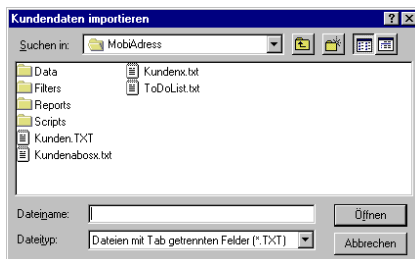 Kundendaten importieren
Suchen in: MobiAdress
Data
Filters
Reports
Scripts
Kunden.TXT
Kundenabosx.txt
Kundenx.txt
ToDoList.txt
Dateiname: Öffnen
Dateityp: Dateien mit Tab getrennten Felder (*.TXT) Abbrechen